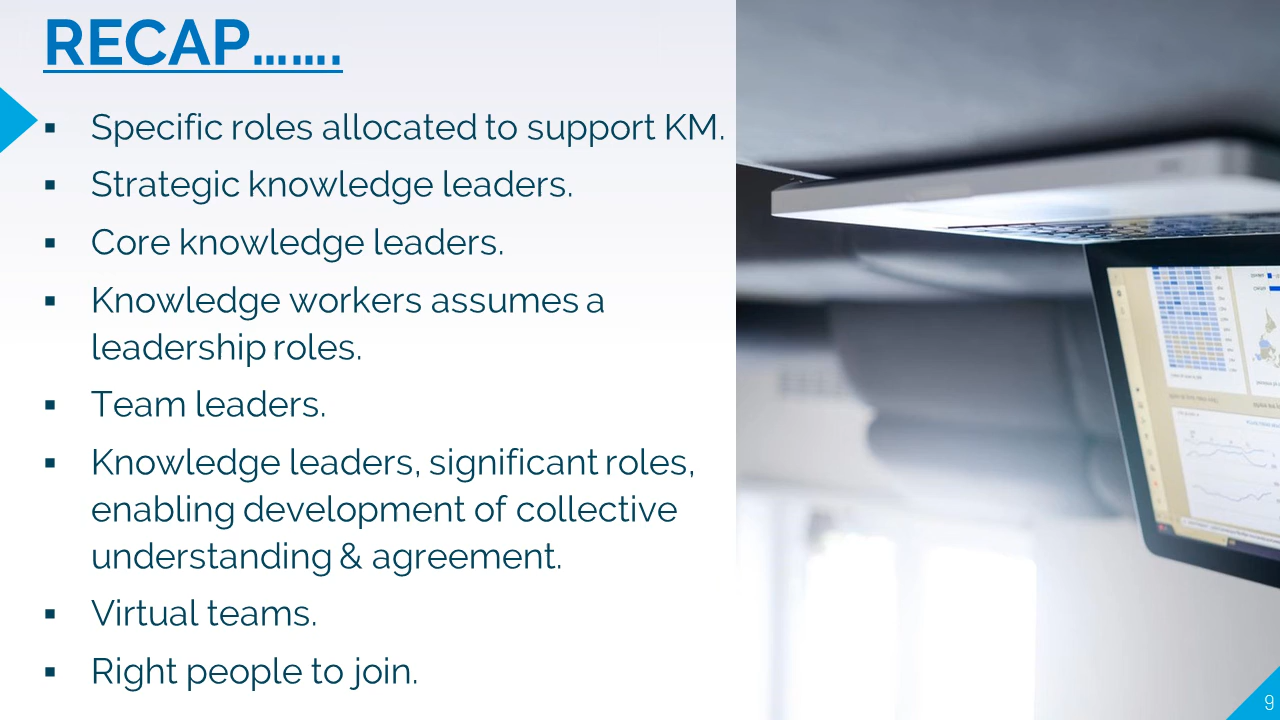 RECAP…….
▪ Specific roles allocated to support KM.
▪ Strategic knowledge leaders.
▪ Core knowledge leaders.
▪ Knowledge workers assumes a
leadership roles.
▪ Team leaders.
▪ Knowledge leaders, significant roles,
enabling development of collective
understanding & agreement.
▪ Virtual teams.
▪ Right people to join.
9